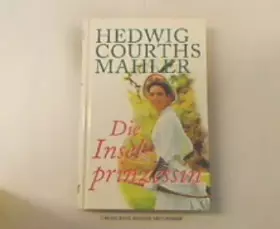 HEDWIG
COURTHS
MAHLER
Die
Insel-
prinzessin